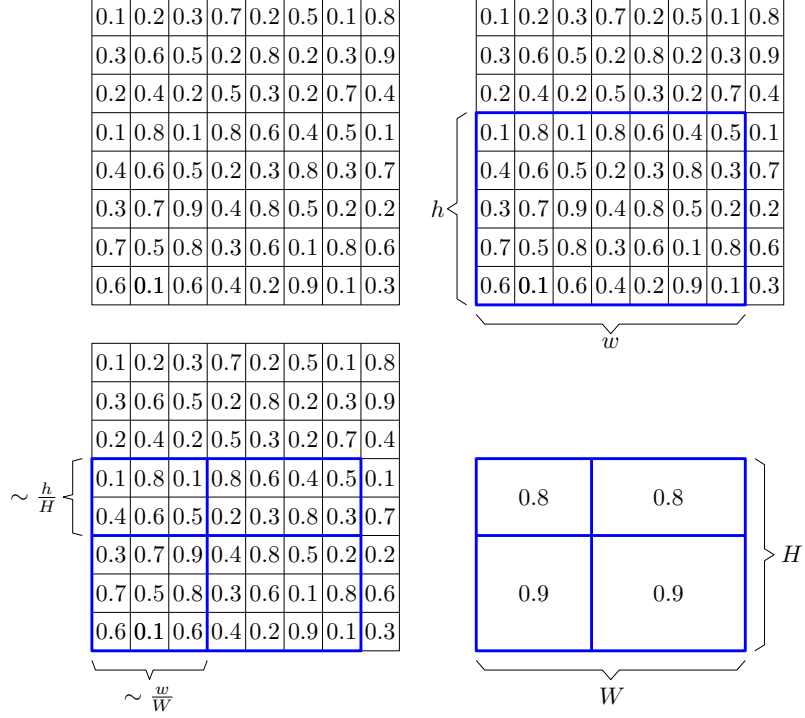 0.1 0.2 0.3 0.7 0.2 0.5 0.1 0.8
0.3 0.6 0.5 0.2 0.8 0.2 0.3 0.9
0.2 0.4 0.2 0.5 0.3 0.2 0.7 0.4
0.1 0.8 0.1 0.8 0.6 0.4 0.5 0.1
0.4 0.6 0.5 0.2 0.3 0.8 0.3 0.7
0.3 0.7 0.9 0.4 0.8 0.5 0.2 0.2
0.7 0.5 0.8 0.3 0.6 0.1 0.8 0.6
0.6 0.1 0.6 0.4 0.2 0.9 0.1 0.3
0.1 0.2 0.3 0.7 0.2 0.5 0.1 0.8
0.3 0.6 0.5 0.2 0.8 0.2 0.3 0.9
0.2 0.4 0.2 0.5 0.3 0.2 0.7 0.4
0.1 0.8 0.1 0.8 0.6 0.4 0.5 0.1
0.4 0.6 0.5 0.2 0.3 0.8 0.3 0.7
h 0.3 0.7 0.9 0.4 0.8 0.5 0.2 0.2
0.7 0.5 0.8 0.3 0.6 0.1 0.8 0.6
0.6 0.1 0.6 0.4 0.2 0.9 0.1 0.3
w
0.1 0.2 0.3 0.7 0.2 0.5 0.1 0.8
0.3 0.6 0.5 0.2 0.8 0.2 0.3 0.9
0.2 0.4 0.2 0.5 0.3 0.2 0.7 0.4
0.1 0.8 0.1 0.8 0.6 0.4 0.5 0.1
∼ h/H
0.4 0.6 0.5 0.2 0.3 0.8 0.3 0.7
0.3 0.7 0.9 0.4 0.8 0.5 0.2 0.2
0.7 0.5 0.8 0.3 0.6 0.1 0.8 0.6
0.6 0.1 0.6 0.4 0.2 0.9 0.1 0.3
∼ w/W
0.8 0.8
H
0.9 0.9
W